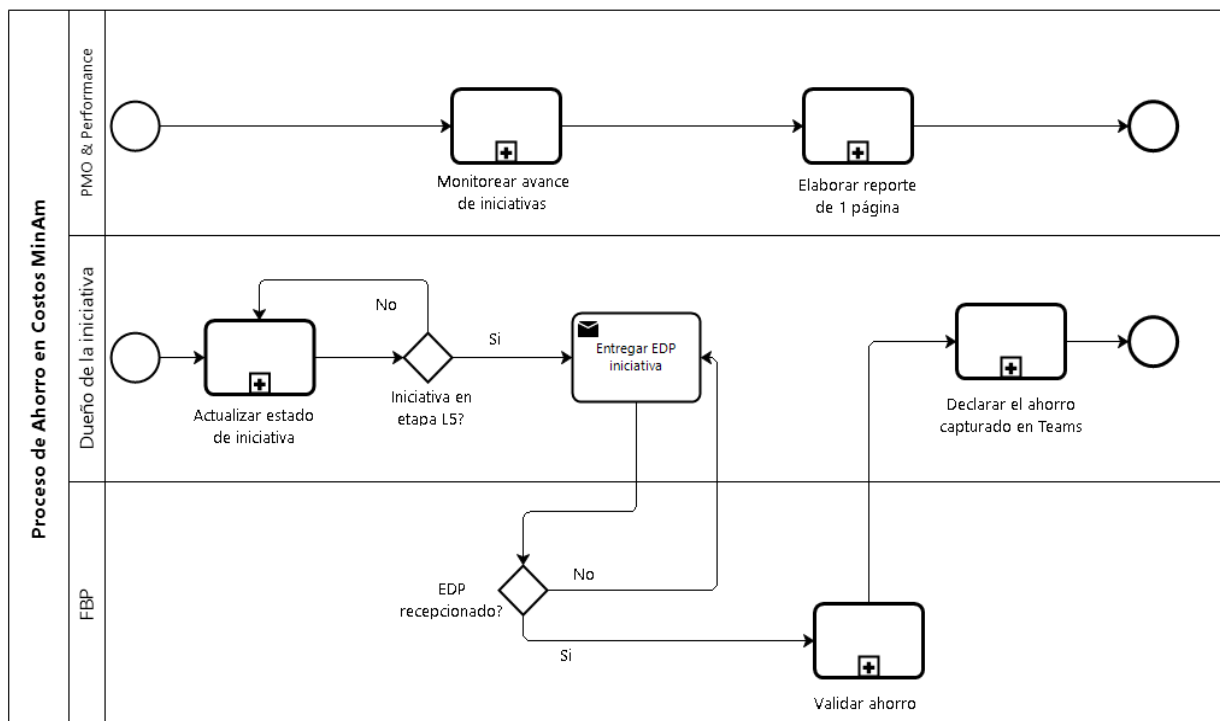 Proceso de Ahorro en Costos MinAm
PMO & Performance
Monitorear avance
de iniciativas
Elaborar reporte
de 1 página
Dueño de la iniciativa
No
Si
Entregar EDP
iniciativa
Actualizar estado
de iniciativa
Iniciativa en
etapa L5?
Declarar el ahorro
capturado en Teams
FBP
EDP
recepcionado?
No
Si
Validar ahorro